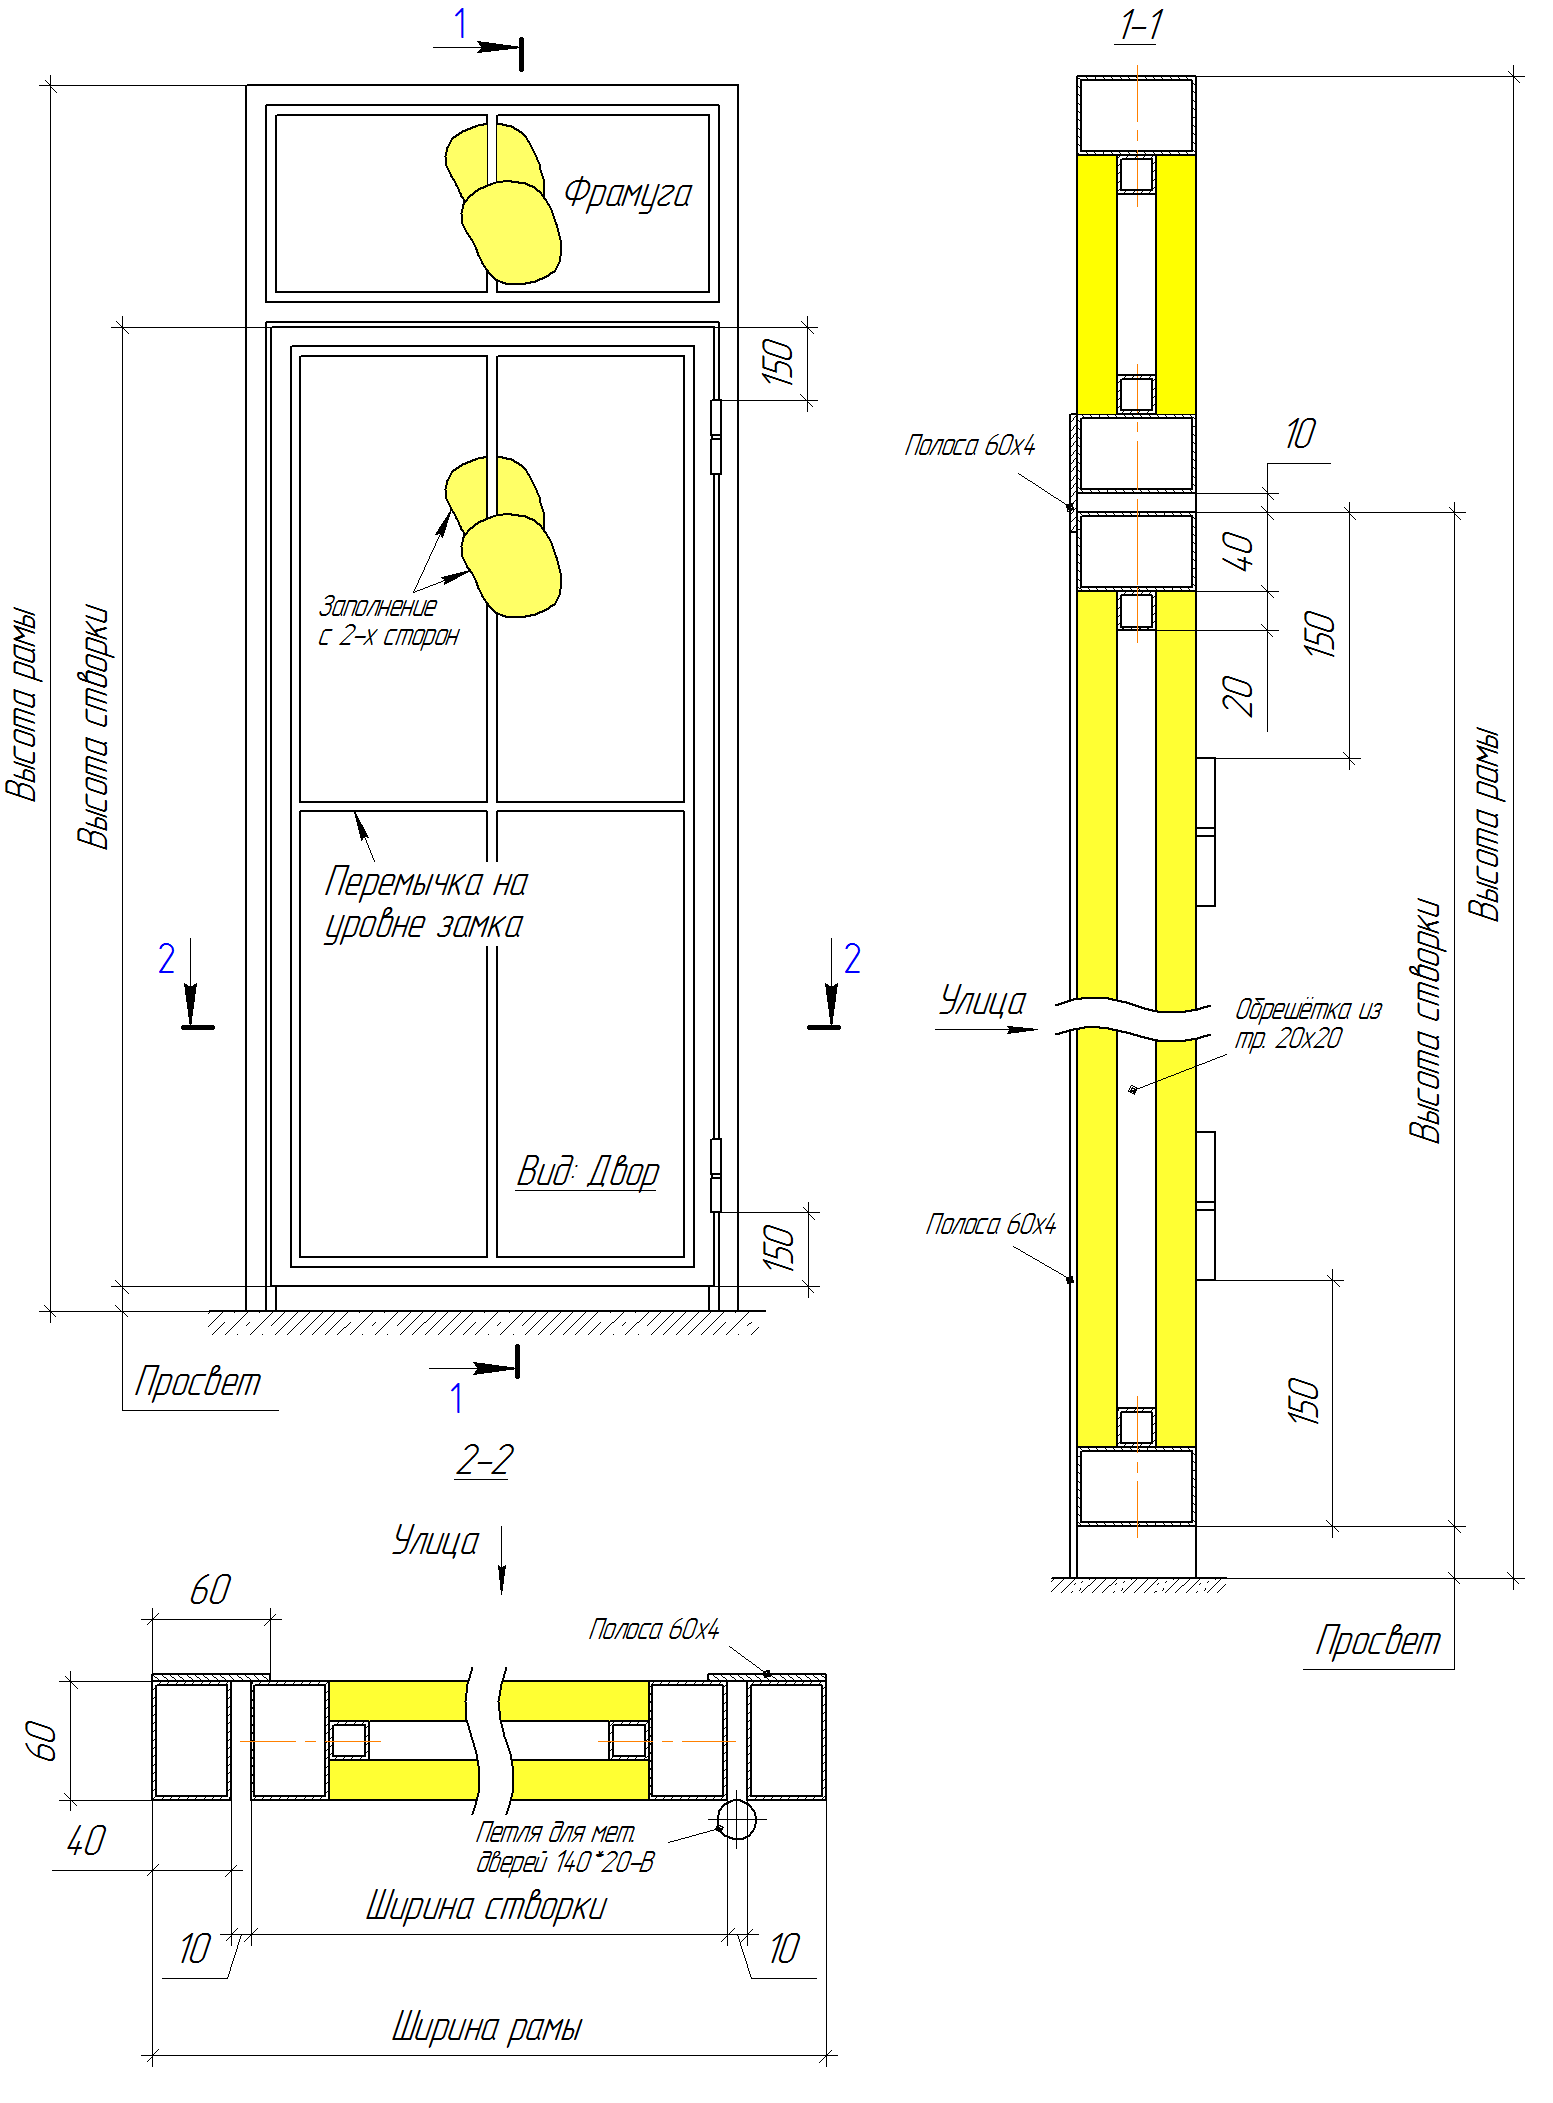 1
1-1
Фрамуга
150
Полоса 60х4
10
40
150
20
Заполнение
с 2-х сторон
Высота рамы
Высота створки
Перемычка на
уровне замка
2
2
Улица
Обрешётка из
тр. 20х20
Высота створки
Высота рамы
Вид: Двор
150
Полоса 60х4
150
Просвет
1
2-2
Улица
60
Полоса 60х4
Просвет
60
40
Петля для мет.
дверей 140*20-В
Ширина створки
10
10
Ширина рамы